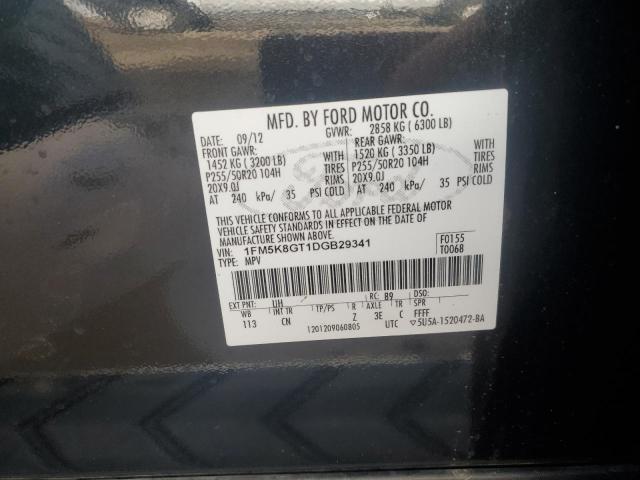 MFD. BY FORD MOTOR CO.
DATE: 09/12 GVWR: 2858 KG ( 6300 LB)
FRONT GAWR: REAR GAWR:
1452 KG ( 3200 LB) WITH 1520 KG ( 3350 LB) WITH
P255/50R20 104H TIRES P255/50R20 104H TIRES
20X9.0J RIMS 20X9.0J RIMS
AT 240 kPa/ 35 PSI COLD AT 240 kPa/ 35 PSI COLD
THIS VEHICLE CONFORMS TO ALL APPLICABLE FEDERAL MOTOR
VEHICLE SAFETY STANDARDS IN EFFECT ON THE DATE OF
MANUFACTURE SHOWN ABOVE.
VIN: 1FM5K8GT1DGB29341 F0155
TYPE: MPV T0068
EXT PNT: UH RC: B9 DSO:
WB INT TR TP/PS R AXLE TR SPR
113 CN Z 3E C FFFF
1201209060805 UTC ▽5U5A-1520472-BA